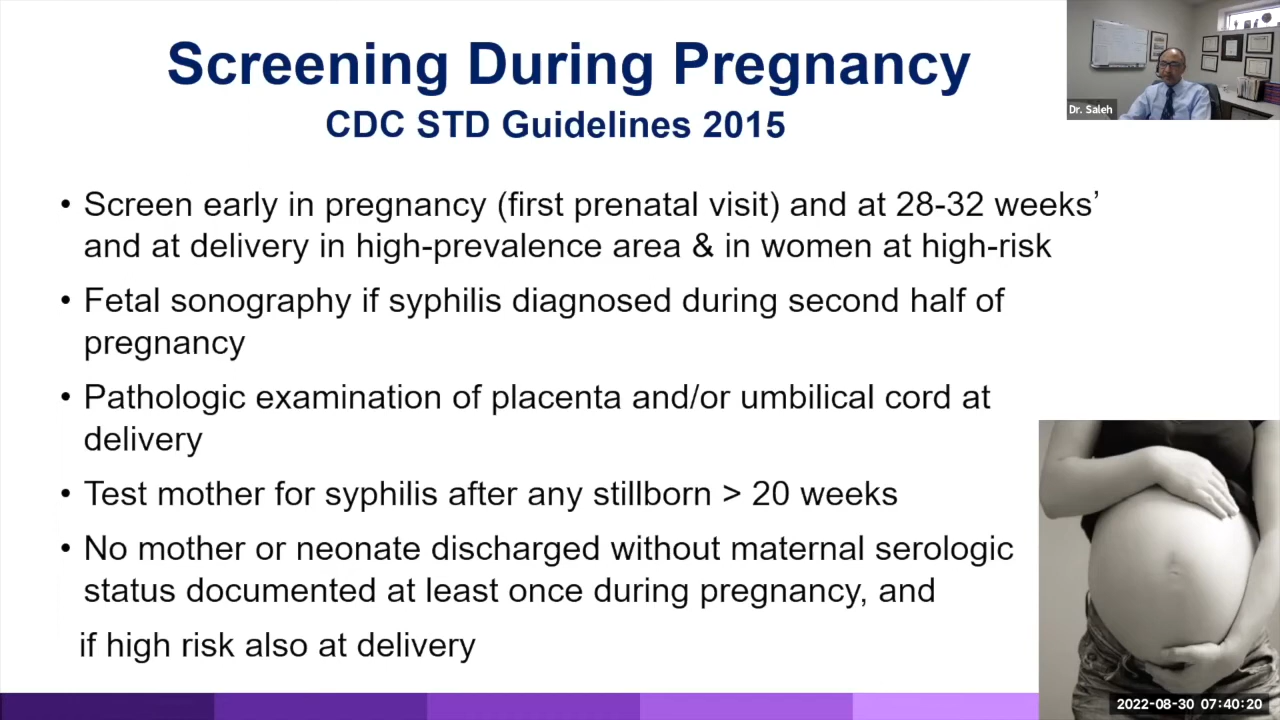 Screening During Pregnancy
CDC STD Guidelines 2015
Dr. Saleh
• Screen early in pregnancy (first prenatal visit) and at 28-32 weeks’
and at delivery in high-prevalence area & in women at high-risk
• Fetal sonography if syphilis diagnosed during second half of
pregnancy
• Pathologic examination of placenta and/or umbilical cord at
delivery
• Test mother for syphilis after any stillborn > 20 weeks
• No mother or neonate discharged without maternal serologic
status documented at least once during pregnancy, and
if high risk also at delivery
2022-08-30 07:40:20